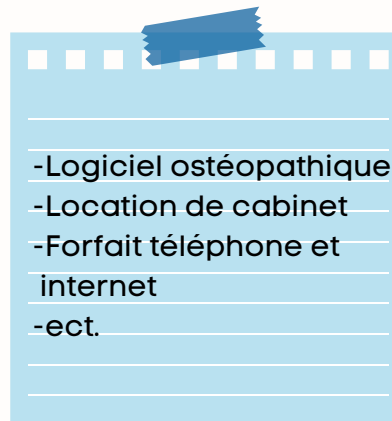 -Logiciel ostéopathique
-Location de cabinet
-Forfait téléphone et
internet
-ect.